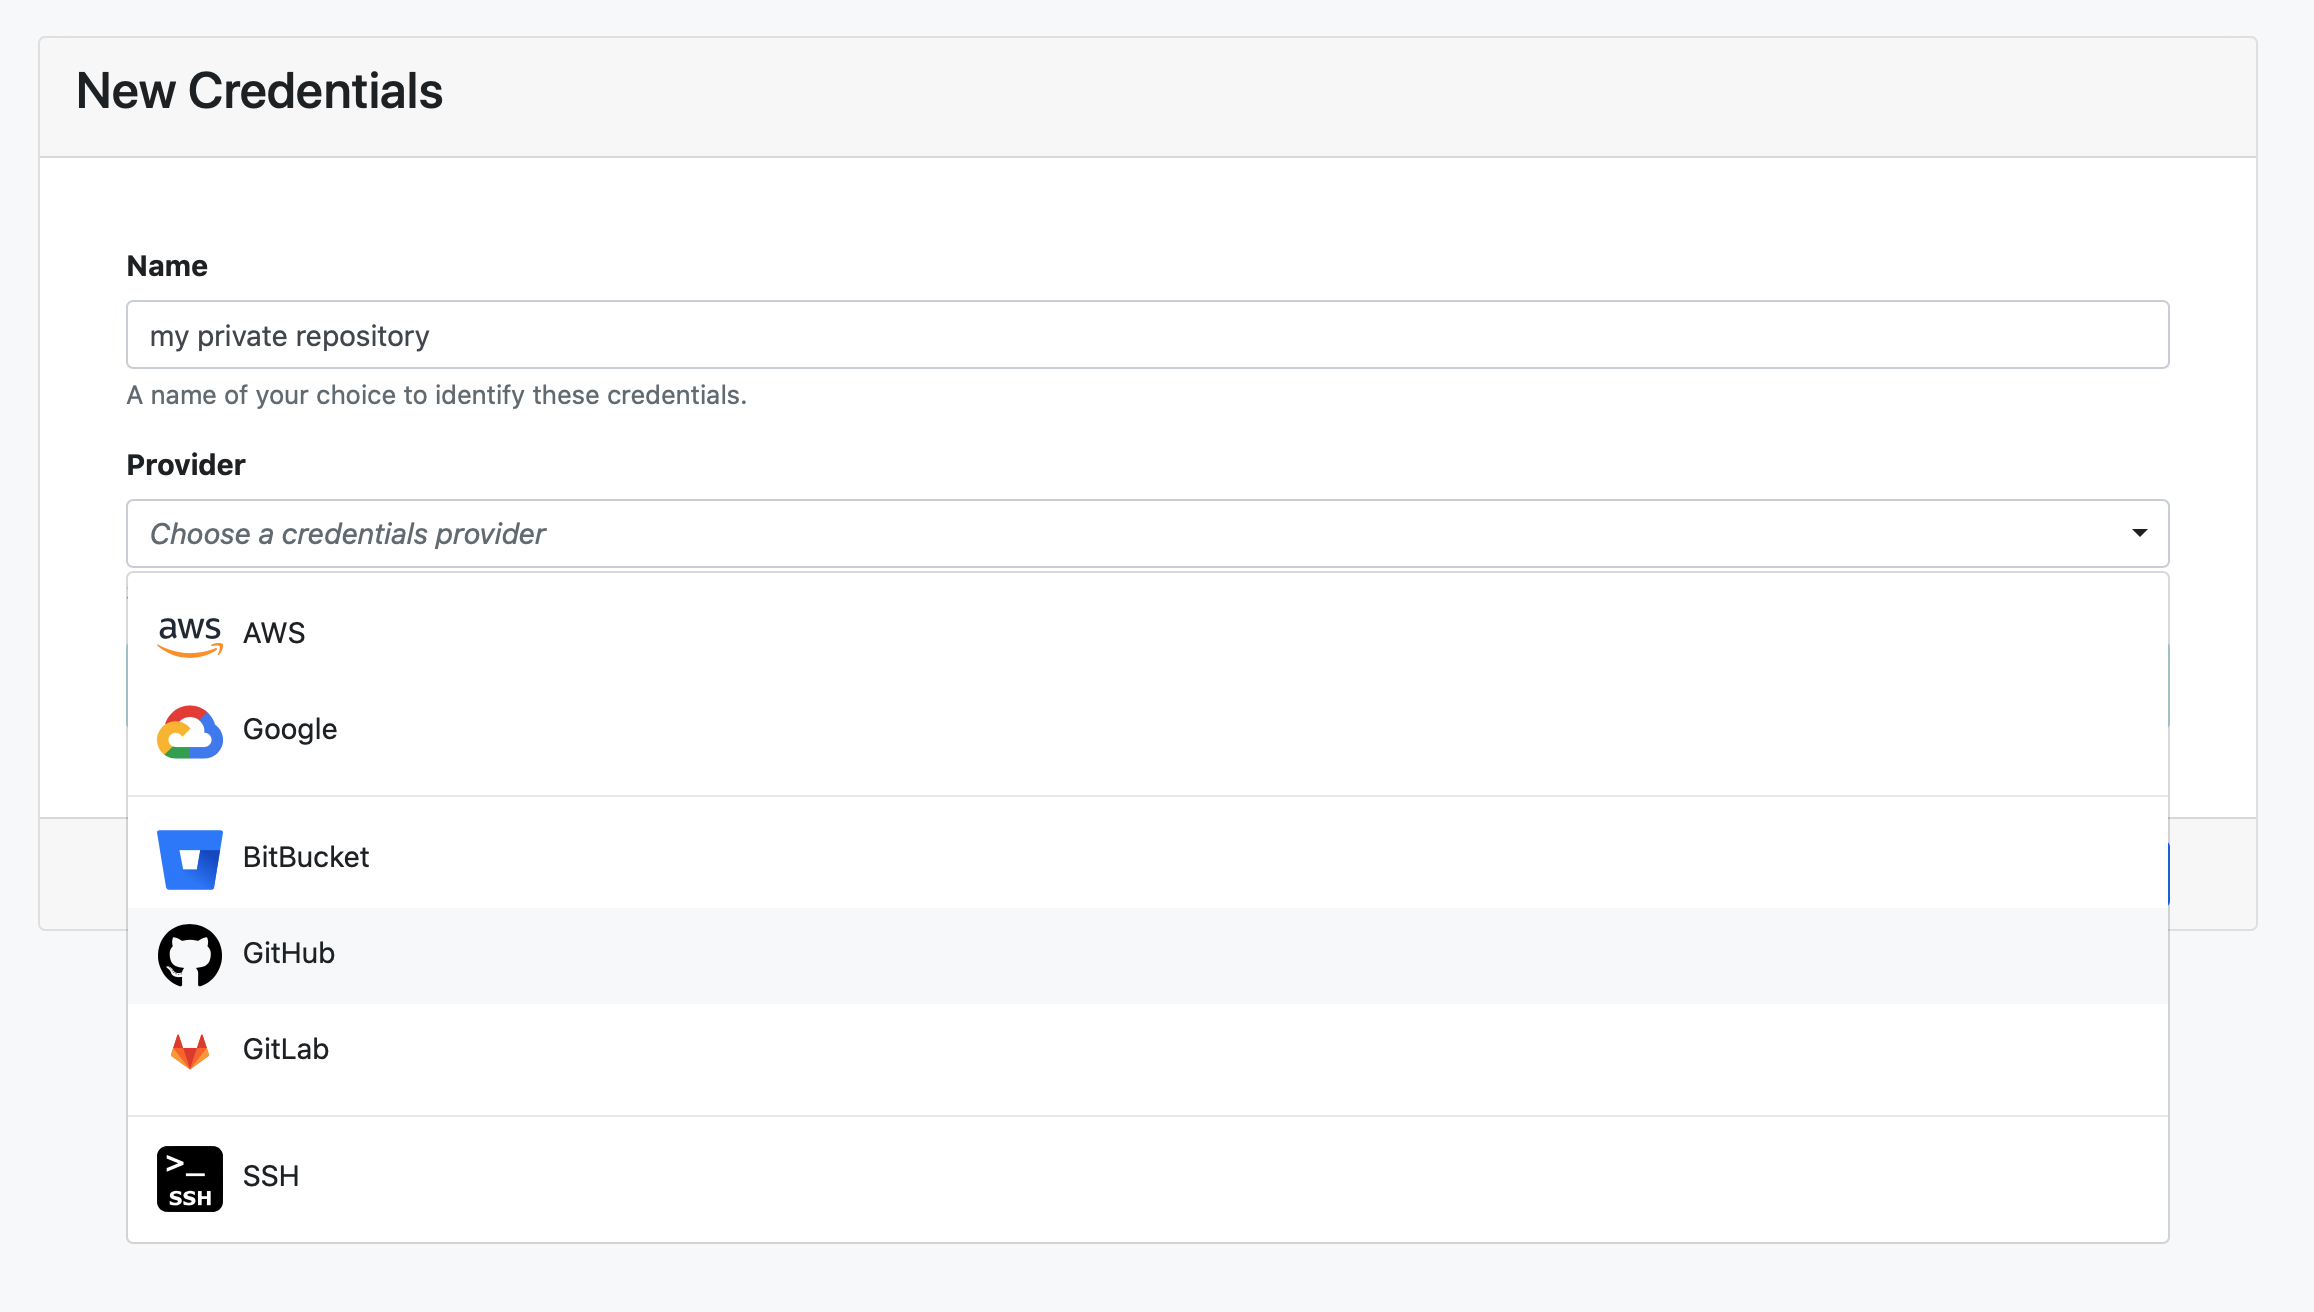 New Credentials
Name
my private repository
A name of your choice to identify these credentials.
Provider
Choose a credentials provider
aws AWS
Google
BitBucket
GitHub
GitLab
>_ SSH SSH